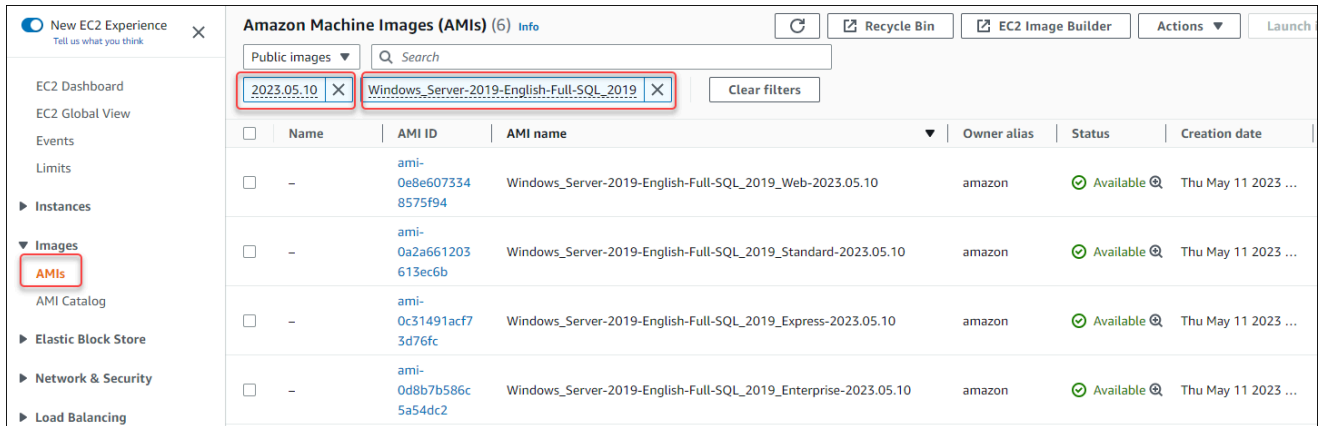 New EC2 Experience
Tell us what you think
EC2 Dashboard
EC2 Global View
Events
Limits
Instances
Images
AMIs
AMI Catalog
Elastic Block Store
Network & Security
Load Balancing
Amazon Machine Images (AMIs) (6) Info
Recycle Bin
EC2 Image Builder
Actions
Launch i
Public images
Search
2023.05.10
Windows_Server-2019-English-Full-SQL_2019
Clear filters
Name AMI ID AMI name Owner alias Status Creation date
ami-
– 0e8e607334 Windows_Server-2019-English-Full-SQL_2019_Web-2023.05.10 amazon Available Thu May 11 2023 ...
8575f94
ami-
– 0a2a661203 Windows_Server-2019-English-Full-SQL_2019_Standard-2023.05.10 amazon Available Thu May 11 2023 ...
613ec6b
ami-
– 0c31491acf7 Windows_Server-2019-English-Full-SQL_2019_Express-2023.05.10 amazon Available Thu May 11 2023 ...
3d76fc
ami-
– 0d8b7b586c Windows_Server-2019-English-Full-SQL_2019_Enterprise-2023.05.10 amazon Available Thu May 11 2023 ...
5a54dc2